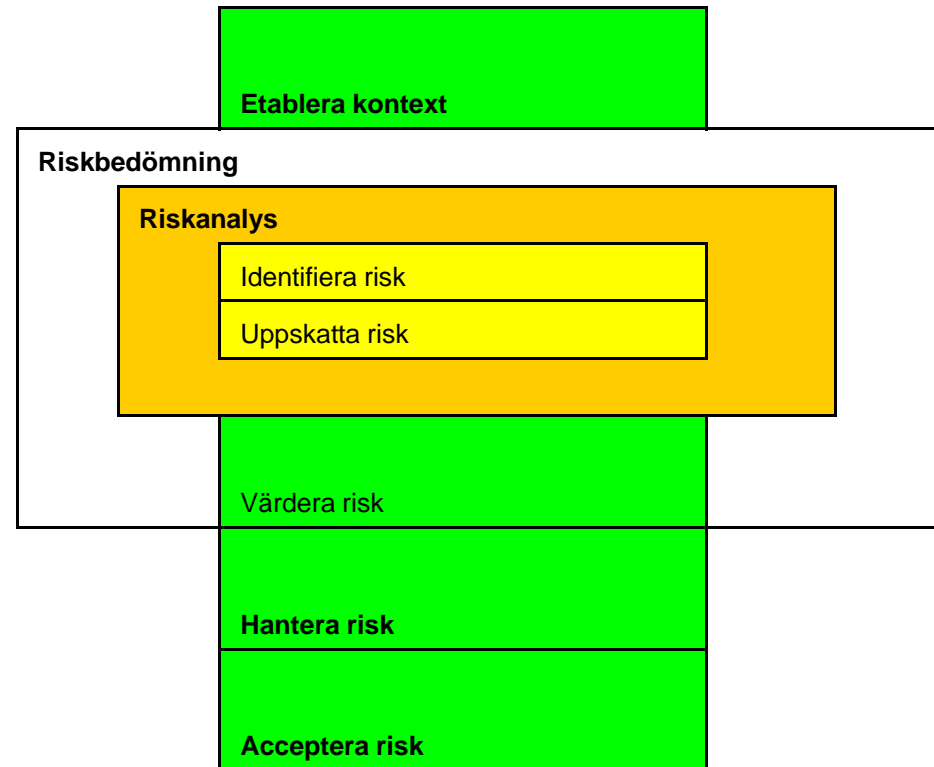 Etablera kontext
Riskbedömning
Riskanalys
Identifiera risk
Uppskatta risk
Värdera risk
Hantera risk
Acceptera risk